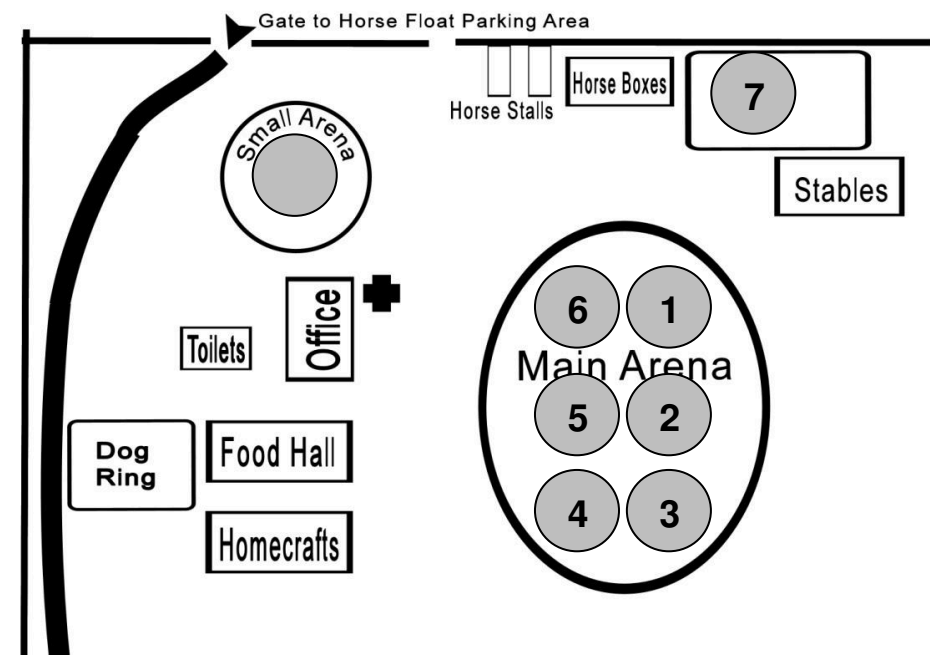 Gate to Horse Float Parking Area
Horse Stalls
Horse Boxes
7
Small Arena
Stables
6 1
Main Arena
5 2
4 3
Office
Toilets
Dog
Ring
Food Hall
Homecrafts